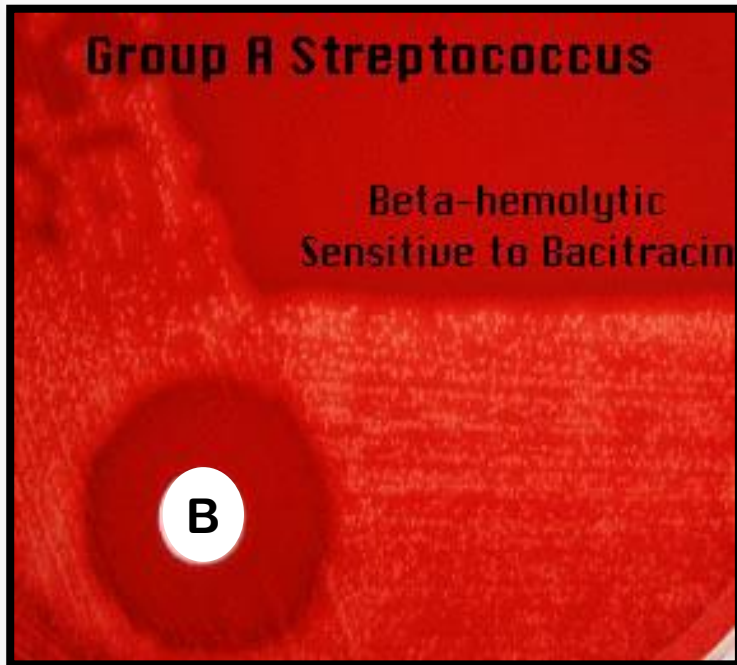 Group A Streptococcus
Beta-hemolytic
Sensitive to Bacitracin
B